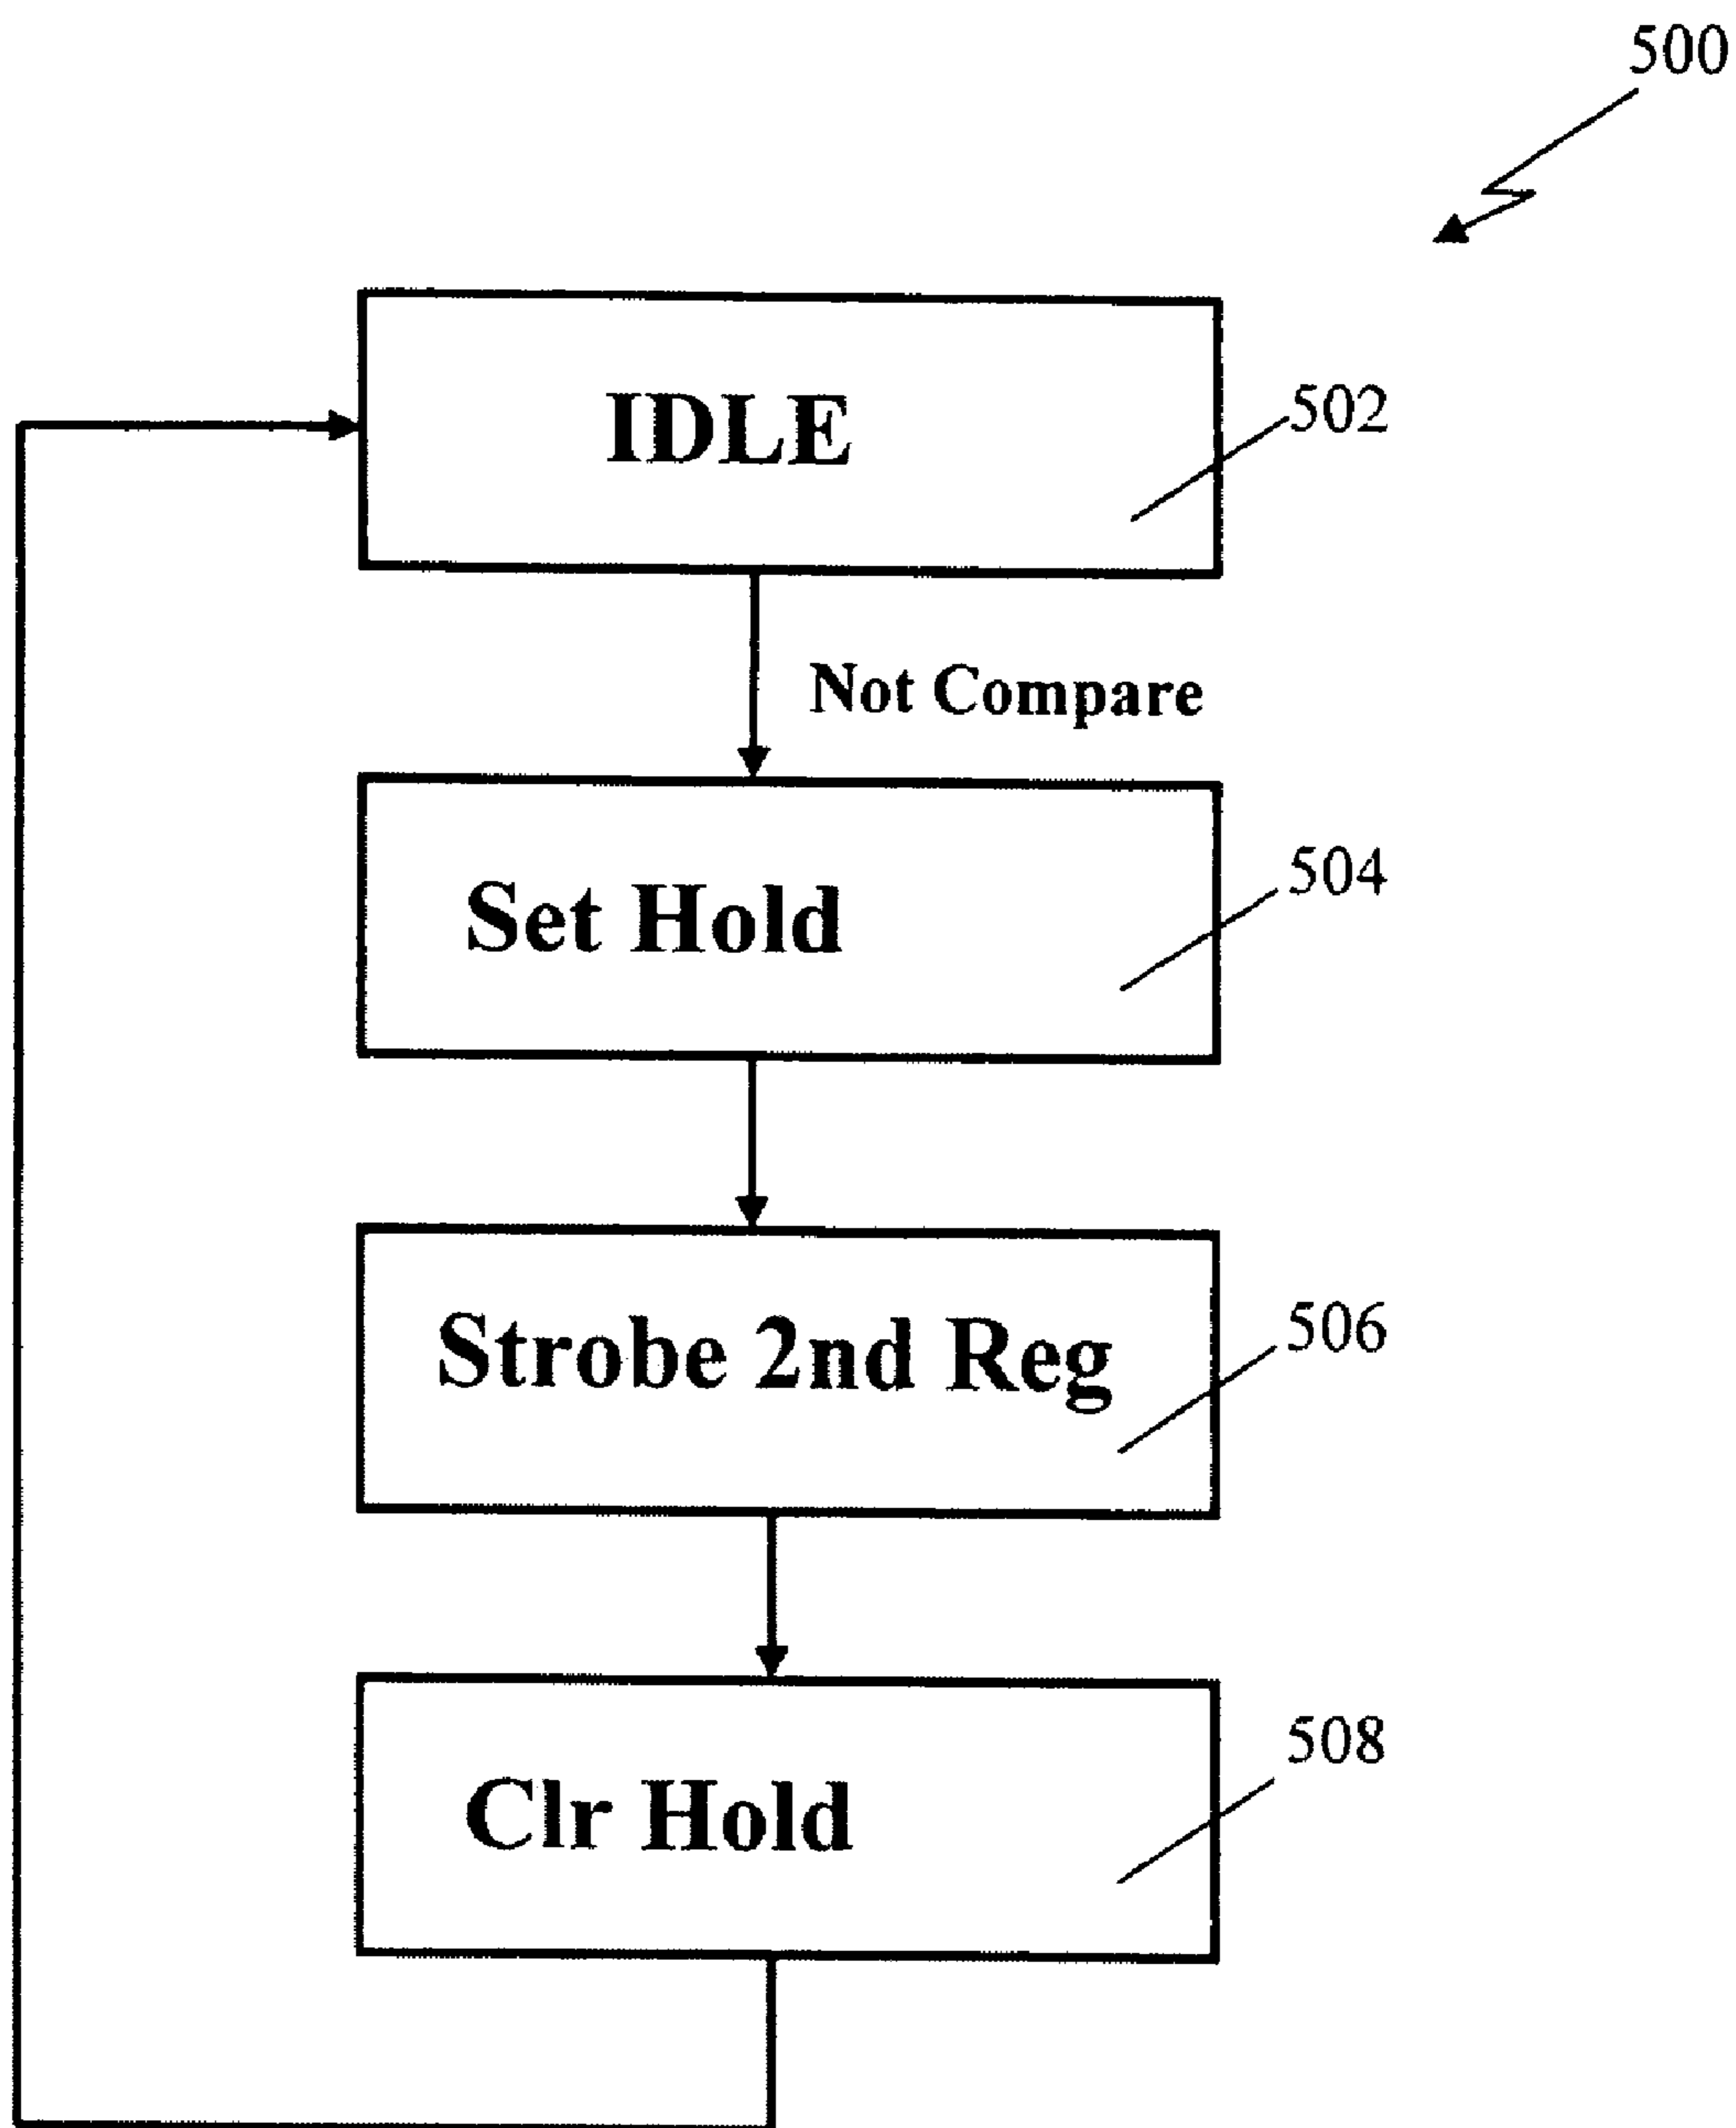 500
IDLE
502
Not Compare
Set Hold
504
Strobe 2nd Reg
506
Clr Hold
508